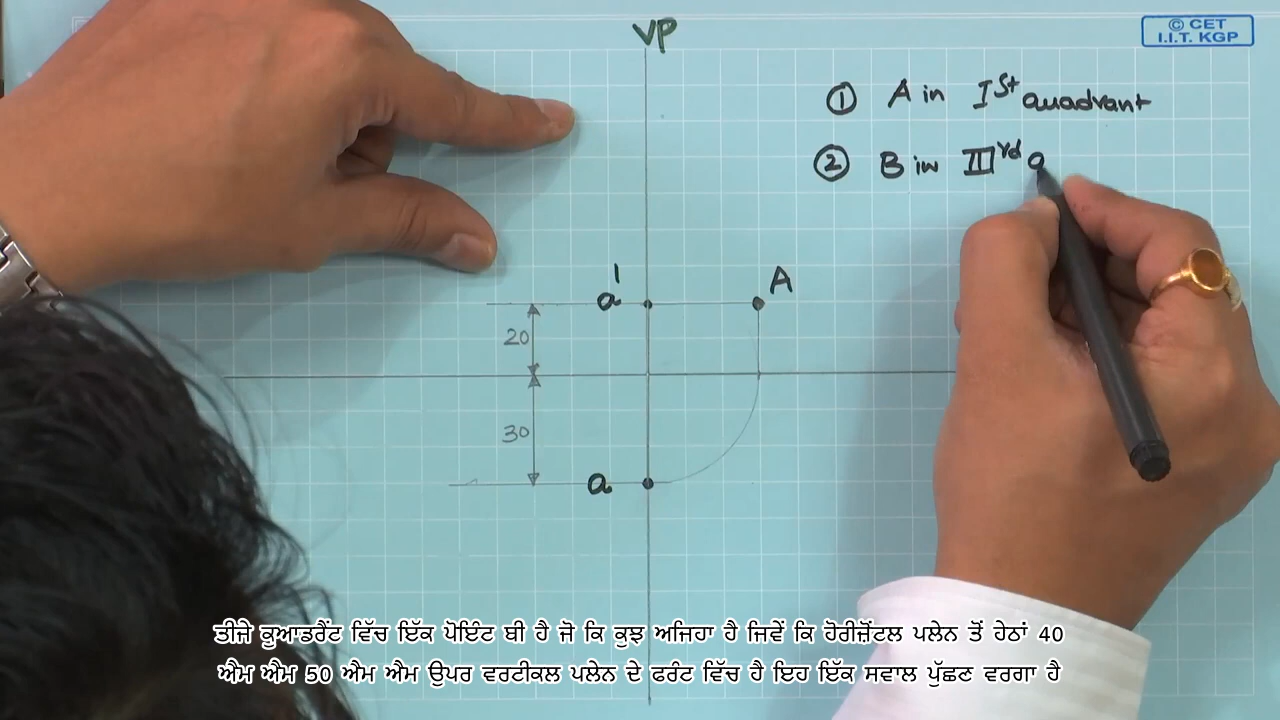 VP
© CET
I.I.T. KGP
① A in Ist quadrant
② B in IIIrd q
a' A
20
30
a
ਤੀਜੇ ਕੁਆਡਰੈਂਟ ਵਿੱਚ ਇੱਕ ਪੋਇੰਟ ਬੀ ਹੈ ਜੋ ਕਿ ਕੁਝ ਅਜਿਹਾ ਹੈ ਜਿਵੇਂ ਕਿ ਹੋਰੀਜ਼ੋਂਟਲ ਪਲੇਨ ਤੋਂ ਹੇਠਾਂ 40
ਐਮ ਐਮ 50 ਐਮ ਐਮ ਉਪਰ ਵਰਟੀਕਲ ਪਲੇਨ ਦੇ ਫਰੰਟ ਵਿੱਚ ਹੈ ਇਹ ਇੱਕ ਸਵਾਲ ਪੁੱਛਣ ਵਰਗਾ ਹੈ